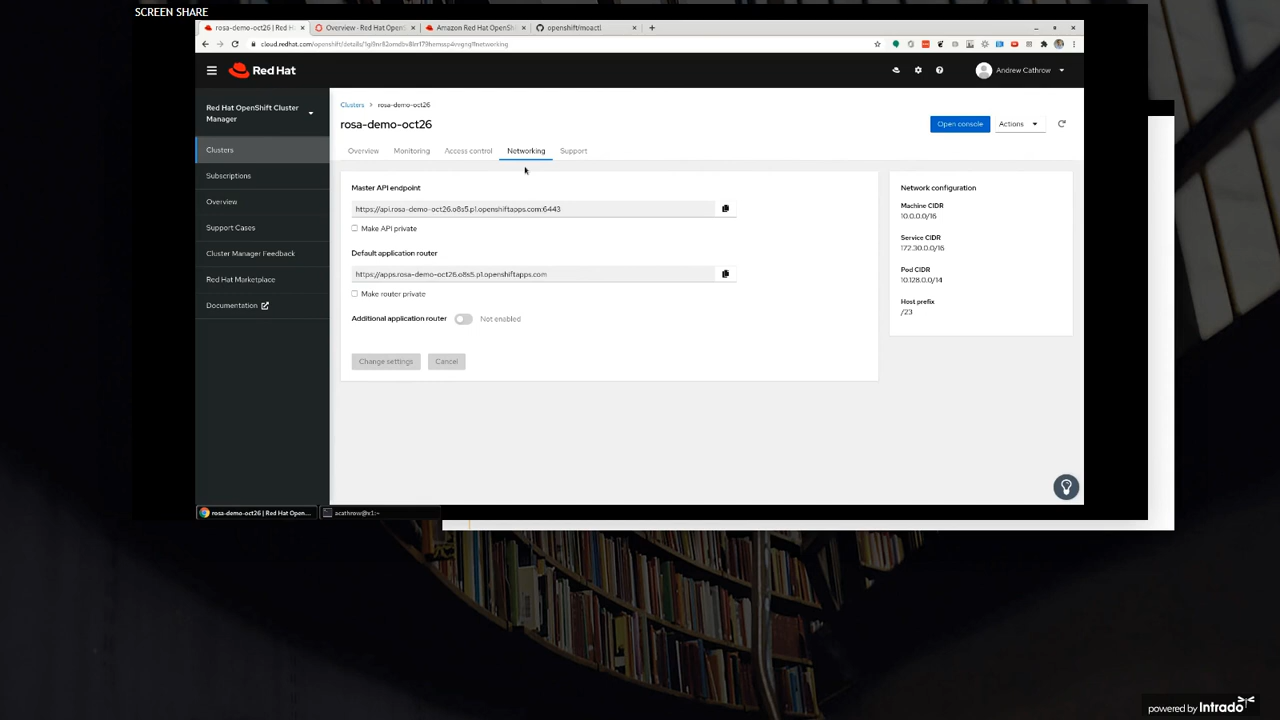 SCREEN SHARE
rosa-demo-oct26 | Red H
Overview · Red Hat Open
Amazon Red Hat OpenShi
openshift/moactl
Red Hat
Andrew Cathrow
Red Hat OpenShift Cluster
Manager
Clusters
Subscriptions
Overview
Support Cases
Cluster Manager Feedback
Red Hat Marketplace
Documentation
Clusters > rosa-demo-oct26
rosa-demo-oct26
Open console
Actions
Overview
Monitoring
Access control
Networking
Support
Master API endpoint
https://api.rosa-demo-oct26.o8s5.p1.openshiftapps.com:6443
Make API private
Default application router
https://apps.rosa-demo-oct26.o8s5.p1.openshiftapps.com
Make router private
Additional application router
Not enabled
Change settings
Cancel
Network configuration
Machine CIDR
10.0.0.0/16
Service CIDR
172.30.0.0/16
Pod CIDR
10.128.0.0/14
Host prefix
/23
rosa-demo-oct26 | Red Hat Open...
acathrow@x1:~
powered by Intrado